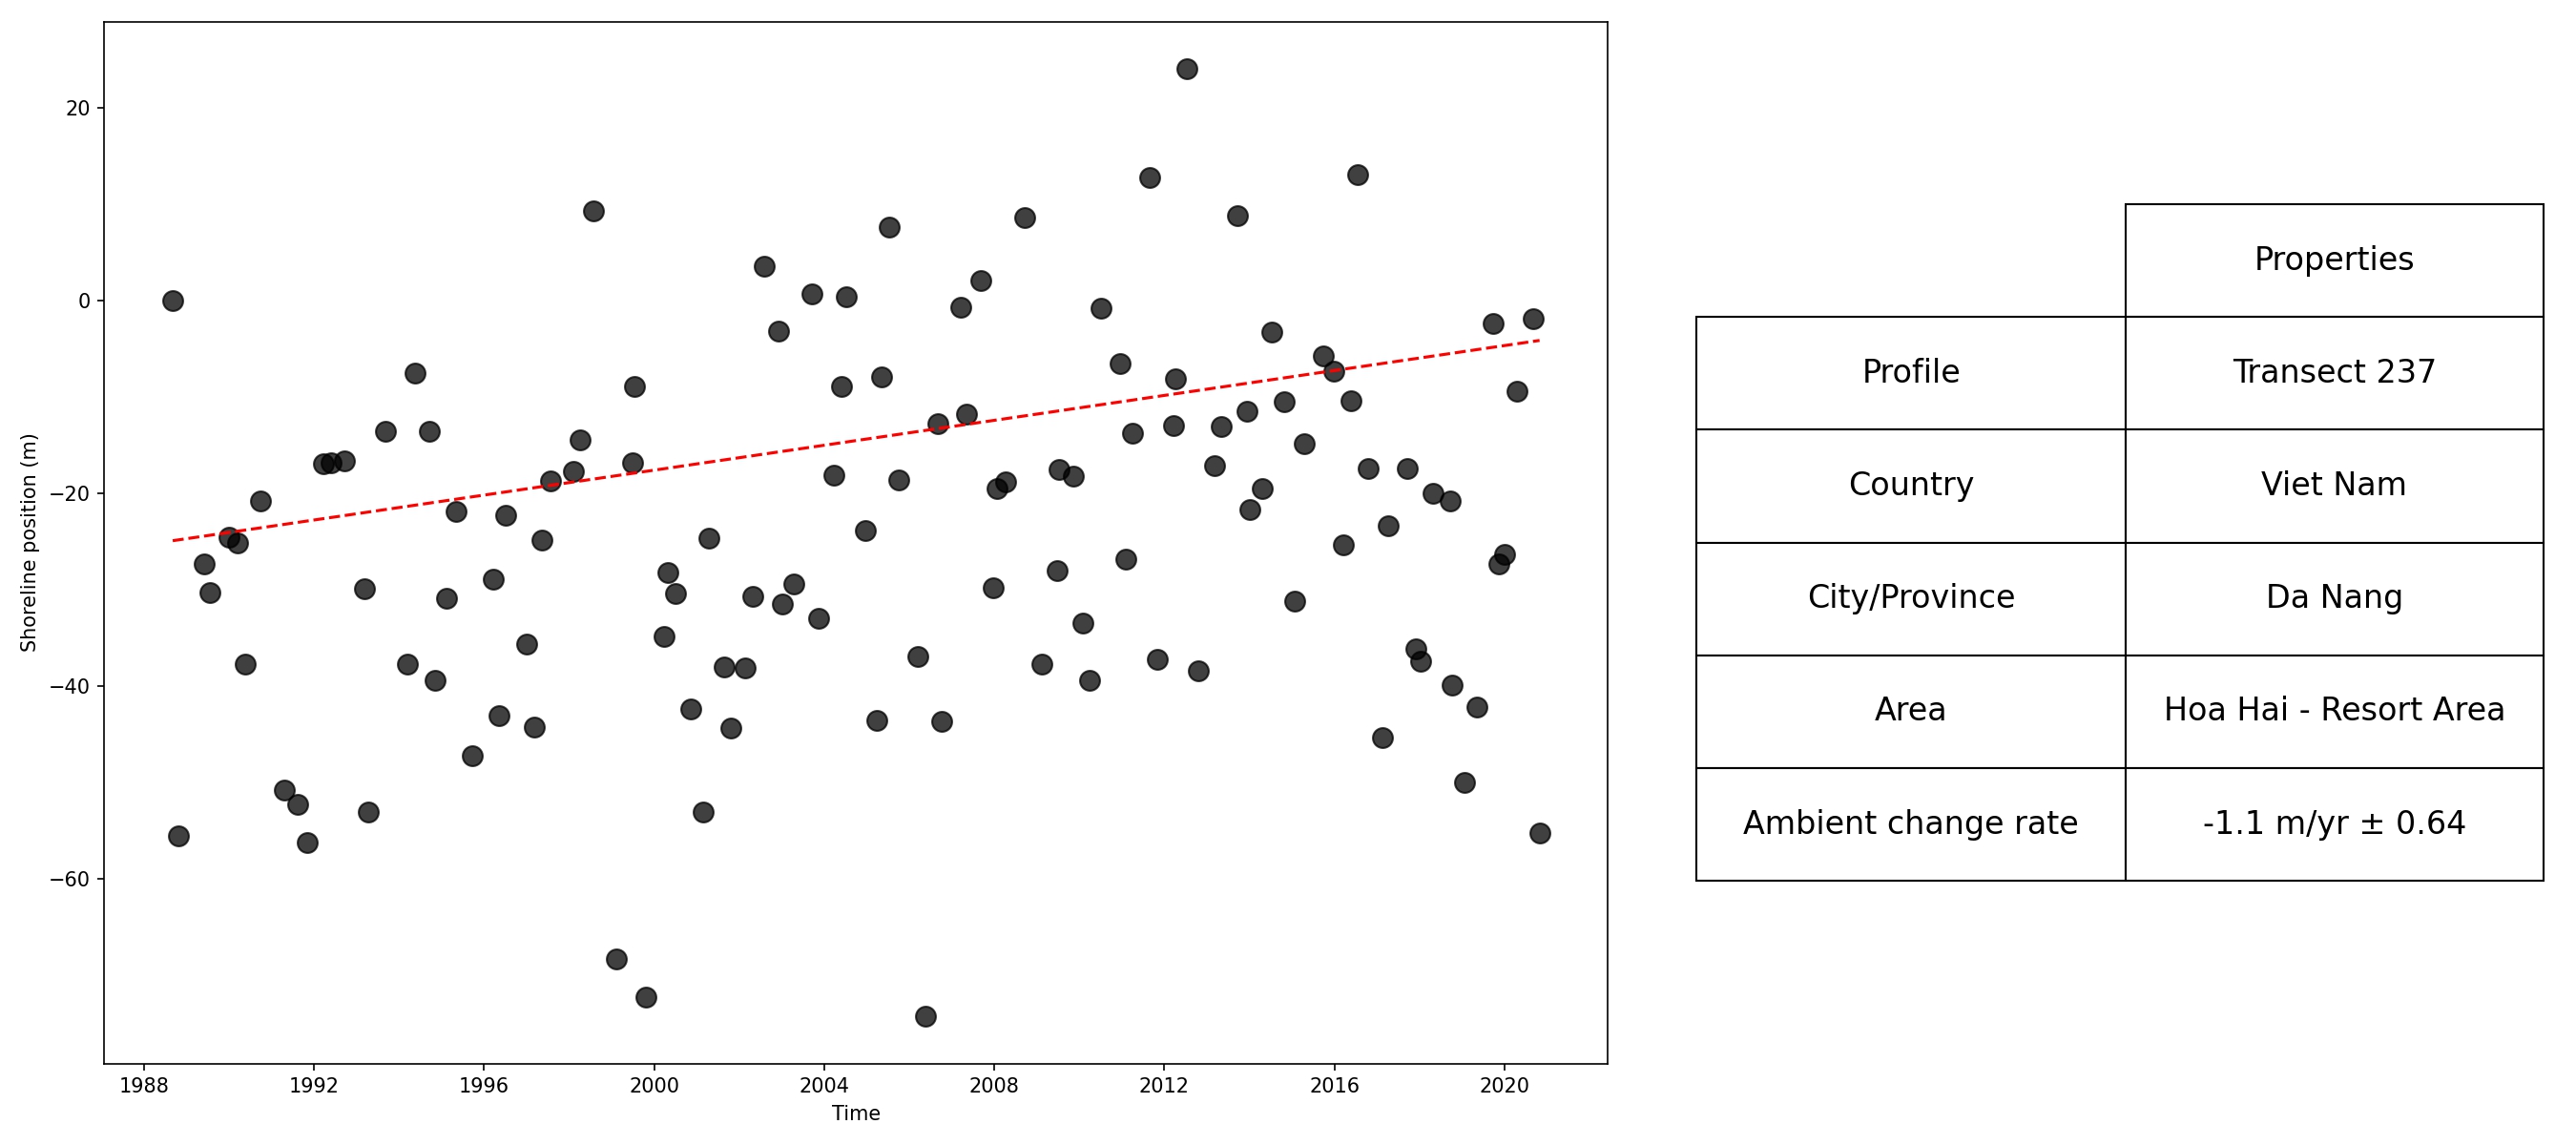 20
0
−20
−40
−60
Shoreline position (m)
1988 1992 1996 2000 2004 2008 2012 2016 2020
Time
Properties
Profile Transect 237
Country Viet Nam
City/Province Da Nang
Area Hoa Hai - Resort Area
Ambient change rate -1.1 m/yr ± 0.64